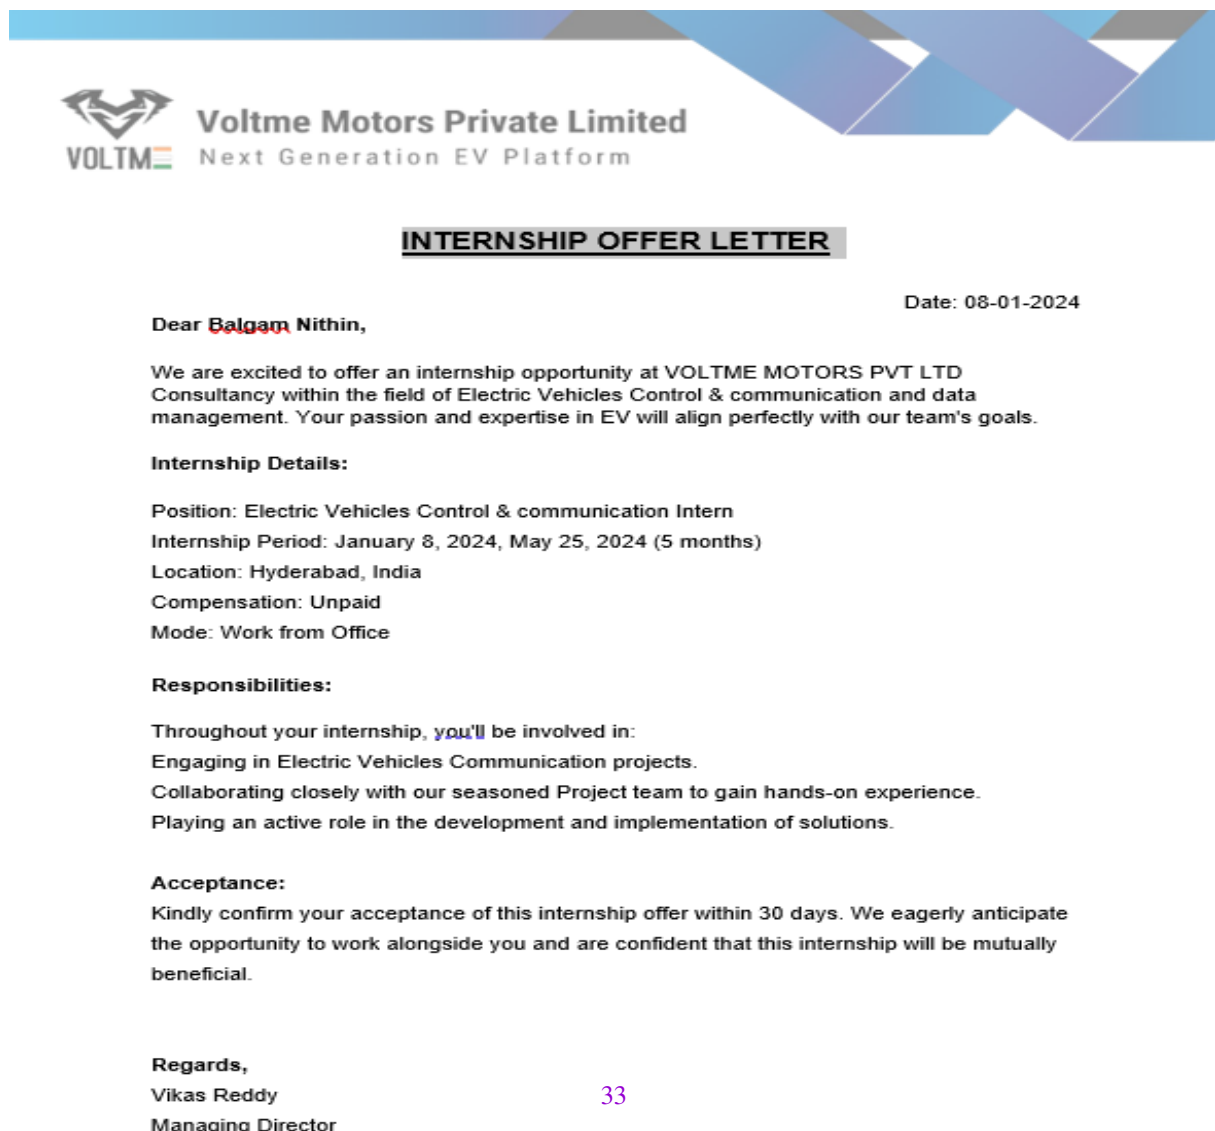 VOLTME
Voltme Motors Private Limited
Next Generation EV Platform
INTERNSHIP OFFER LETTER
Date: 08-01-2024
Dear Balgam Nithin,
We are excited to offer an internship opportunity at VOLTME MOTORS PVT LTD
Consultancy within the field of Electric Vehicles Control & communication and data
management. Your passion and expertise in EV will align perfectly with our team's goals.
Internship Details:
Position: Electric Vehicles Control & communication Intern
Internship Period: January 8, 2024, May 25, 2024 (5 months)
Location: Hyderabad, India
Compensation: Unpaid
Mode: Work from Office
Responsibilities:
Throughout your internship, you'll be involved in:
Engaging in Electric Vehicles Communication projects.
Collaborating closely with our seasoned Project team to gain hands-on experience.
Playing an active role in the development and implementation of solutions.
Acceptance:
Kindly confirm your acceptance of this internship offer within 30 days. We eagerly anticipate
the opportunity to work alongside you and are confident that this internship will be mutually
beneficial.
Regards,
Vikas Reddy
33
Managing Director